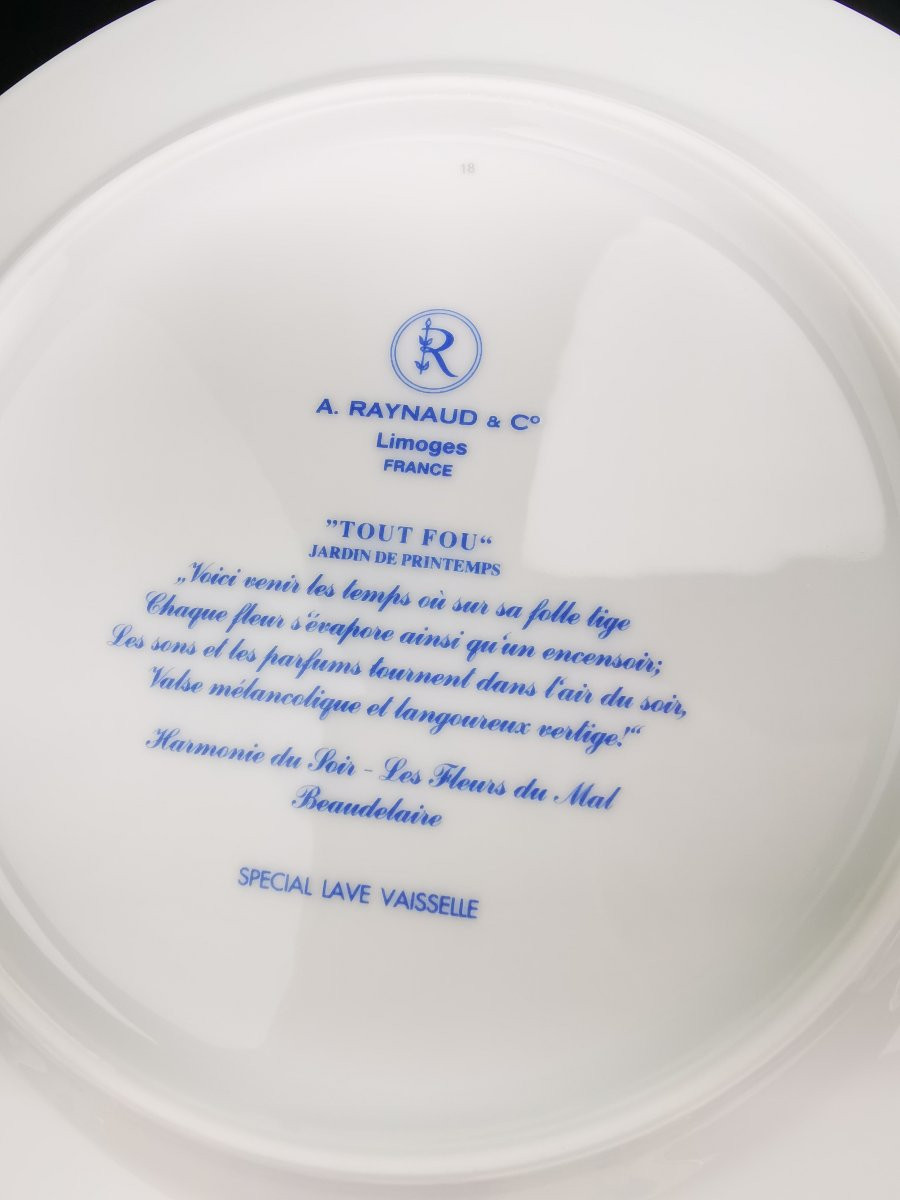 18
R
A. RAYNAUD & Cº
Limoges
FRANCE
”TOUT FOU“
JARDIN DE PRINTEMPS
„Voici venir les temps où sur sa folle tige
Chaque fleur s'évapore ainsi qu'un encensoir;
Les sons et les parfums tournent dans l'air du soir,
Valse mélancolique et langoureux vertige!“
Harmonie du Soir - Les Fleurs du Mal
Beaudelaire
SPECIAL LAVE VAISSELLE